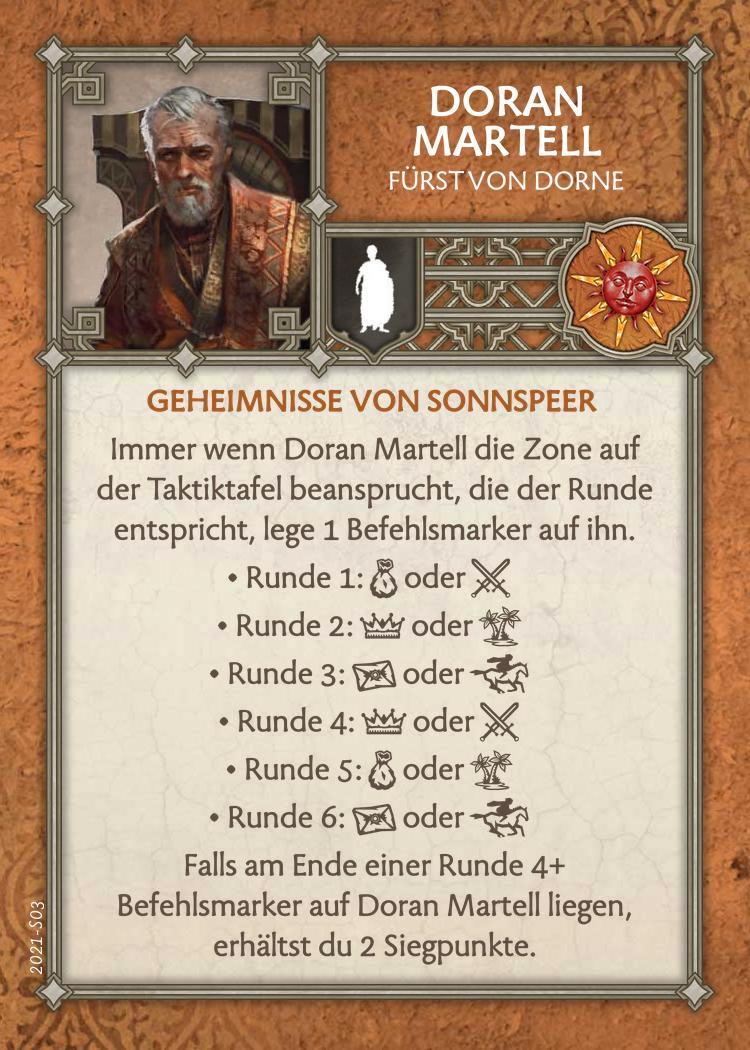 DORAN
MARTELL
FÜRST VON DORNE
GEHEIMNISSE VON SONNSPEER
Immer wenn Doran Martell die Zone auf
der Taktiktafel beansprucht, die der Runde
entspricht, lege 1 Befehlsmarker auf ihn.
• Runde 1: oder
• Runde 2: oder
• Runde 3: oder
• Runde 4: oder
• Runde 5: oder
• Runde 6: oder
Falls am Ende einer Runde 4+
Befehlsmarker auf Doran Martell liegen,
erhältst du 2 Siegpunkte.
2021-S03